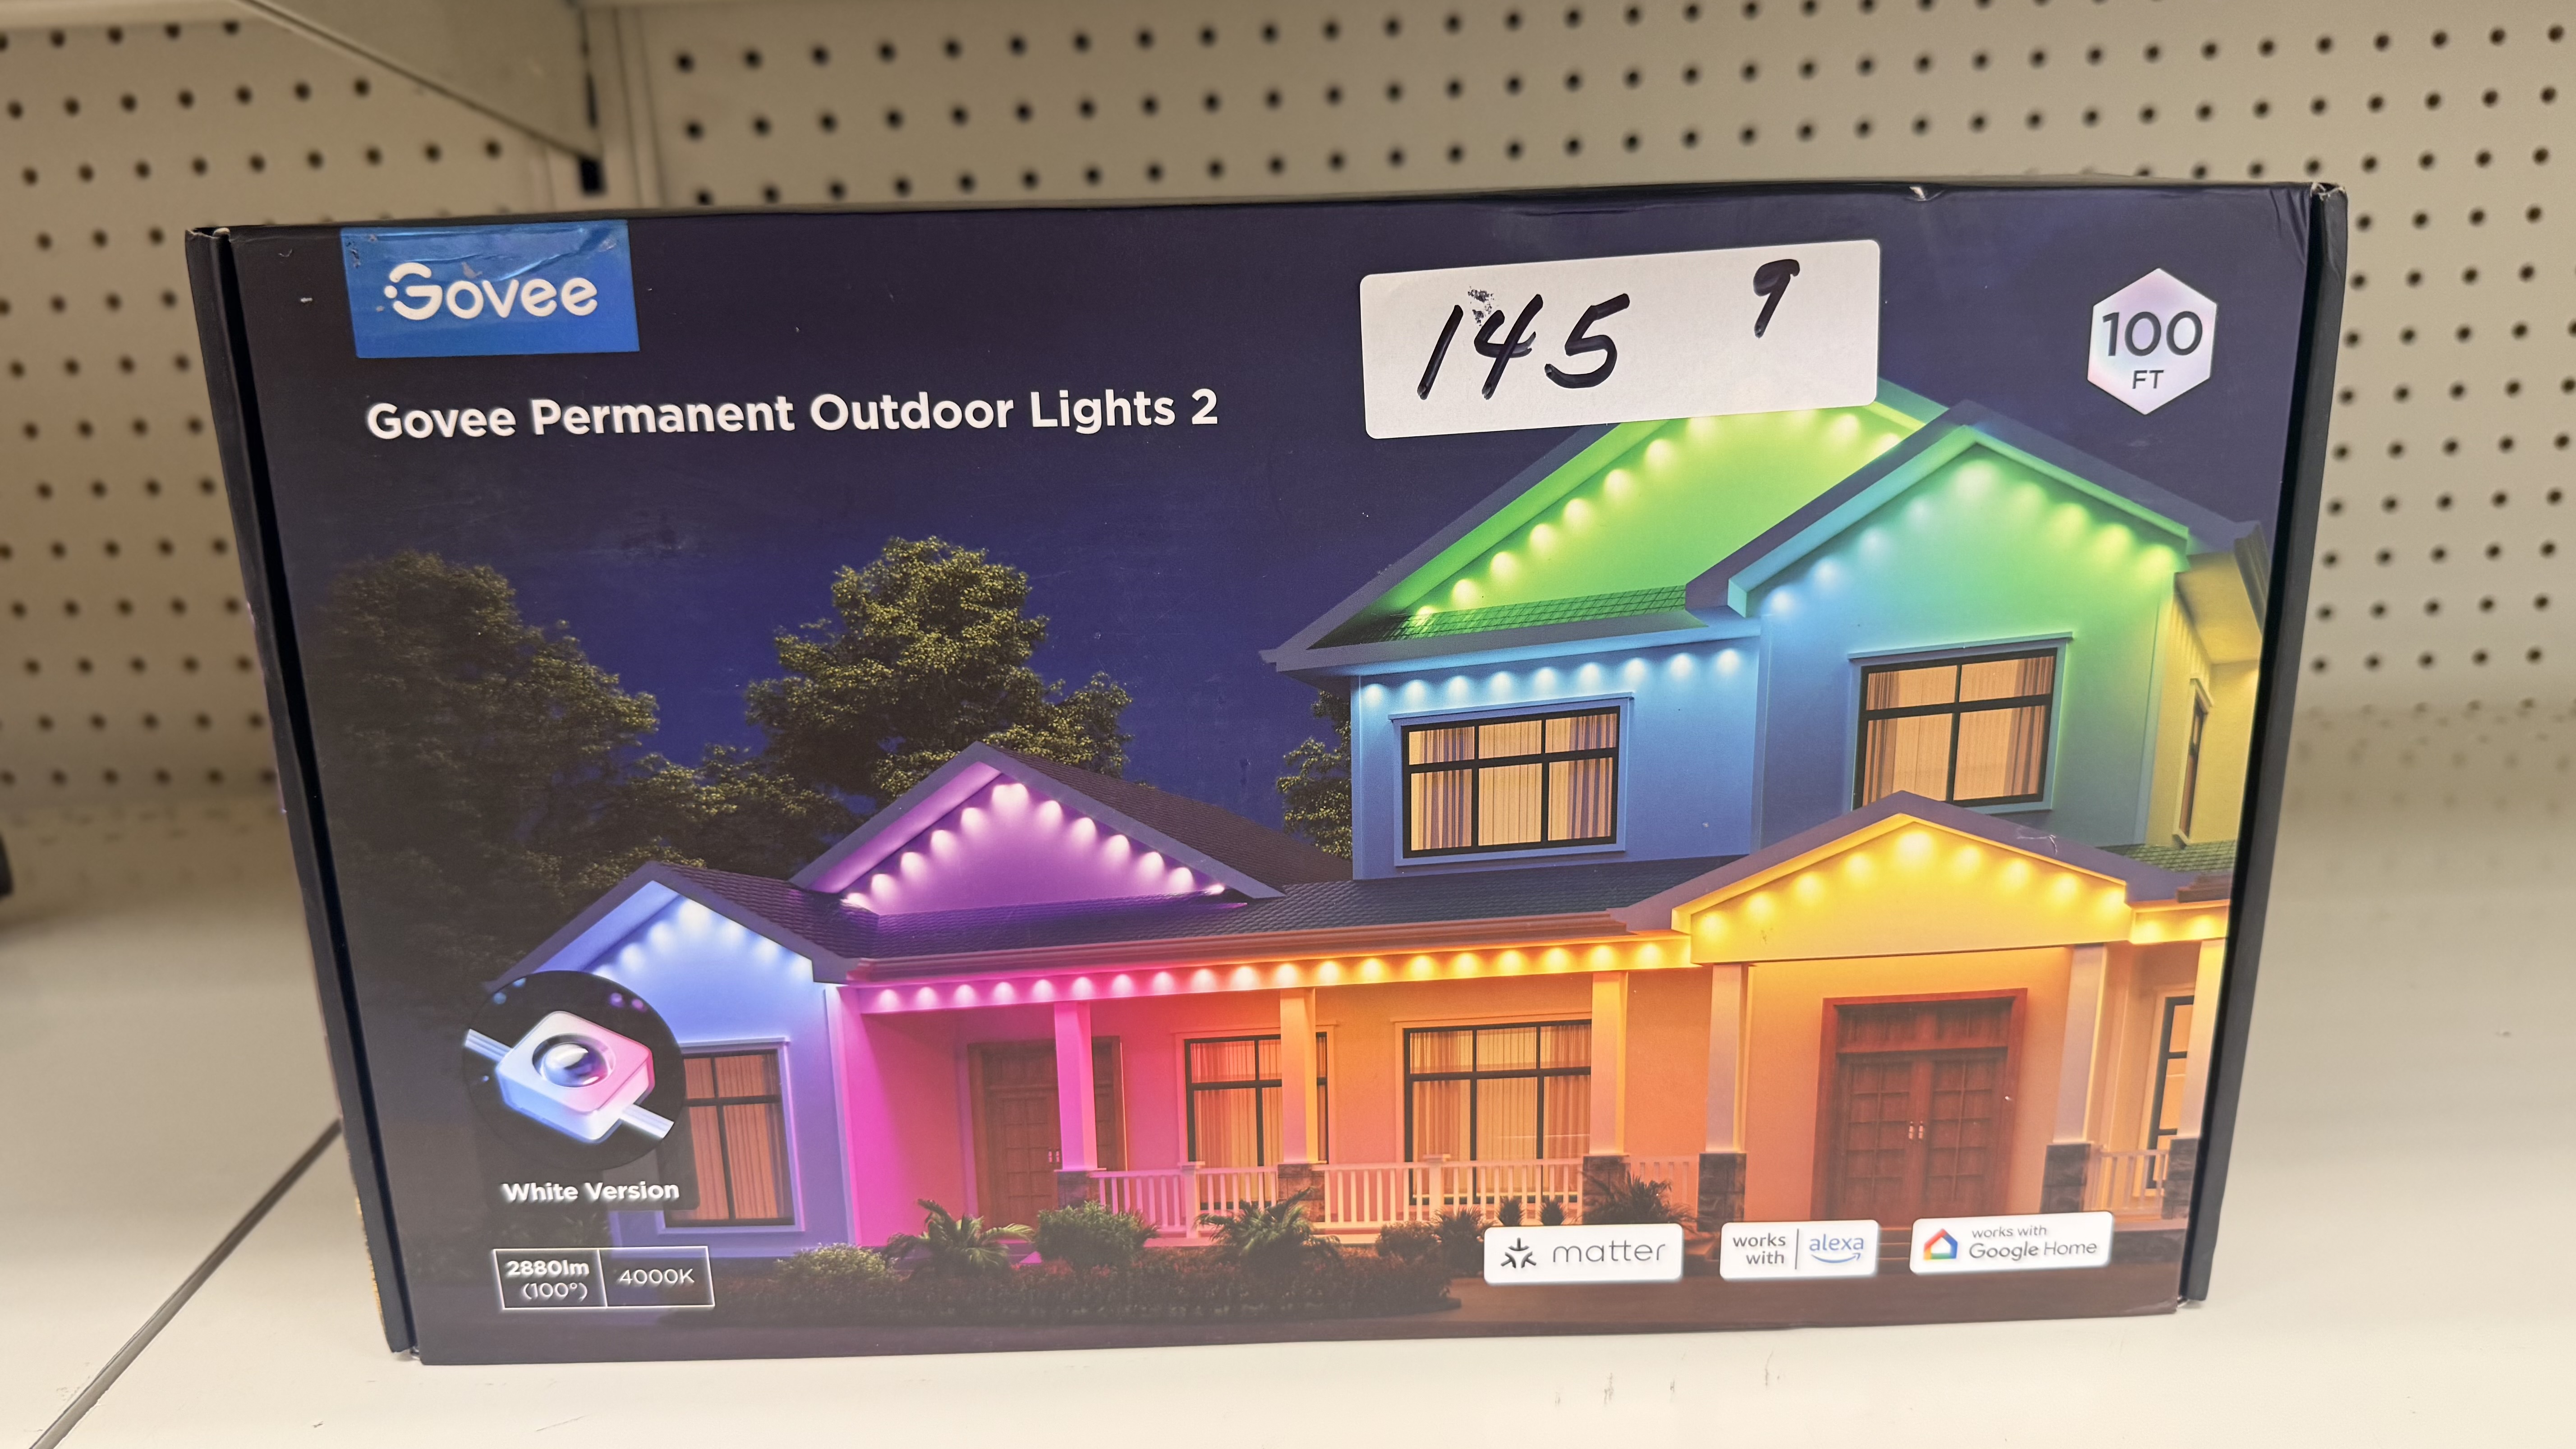 Govee
145 9
100
FT
Govee Permanent Outdoor Lights 2
White Version
2880lm
(100°)
4000K
matter
works
with
alexa
works with
Google Home